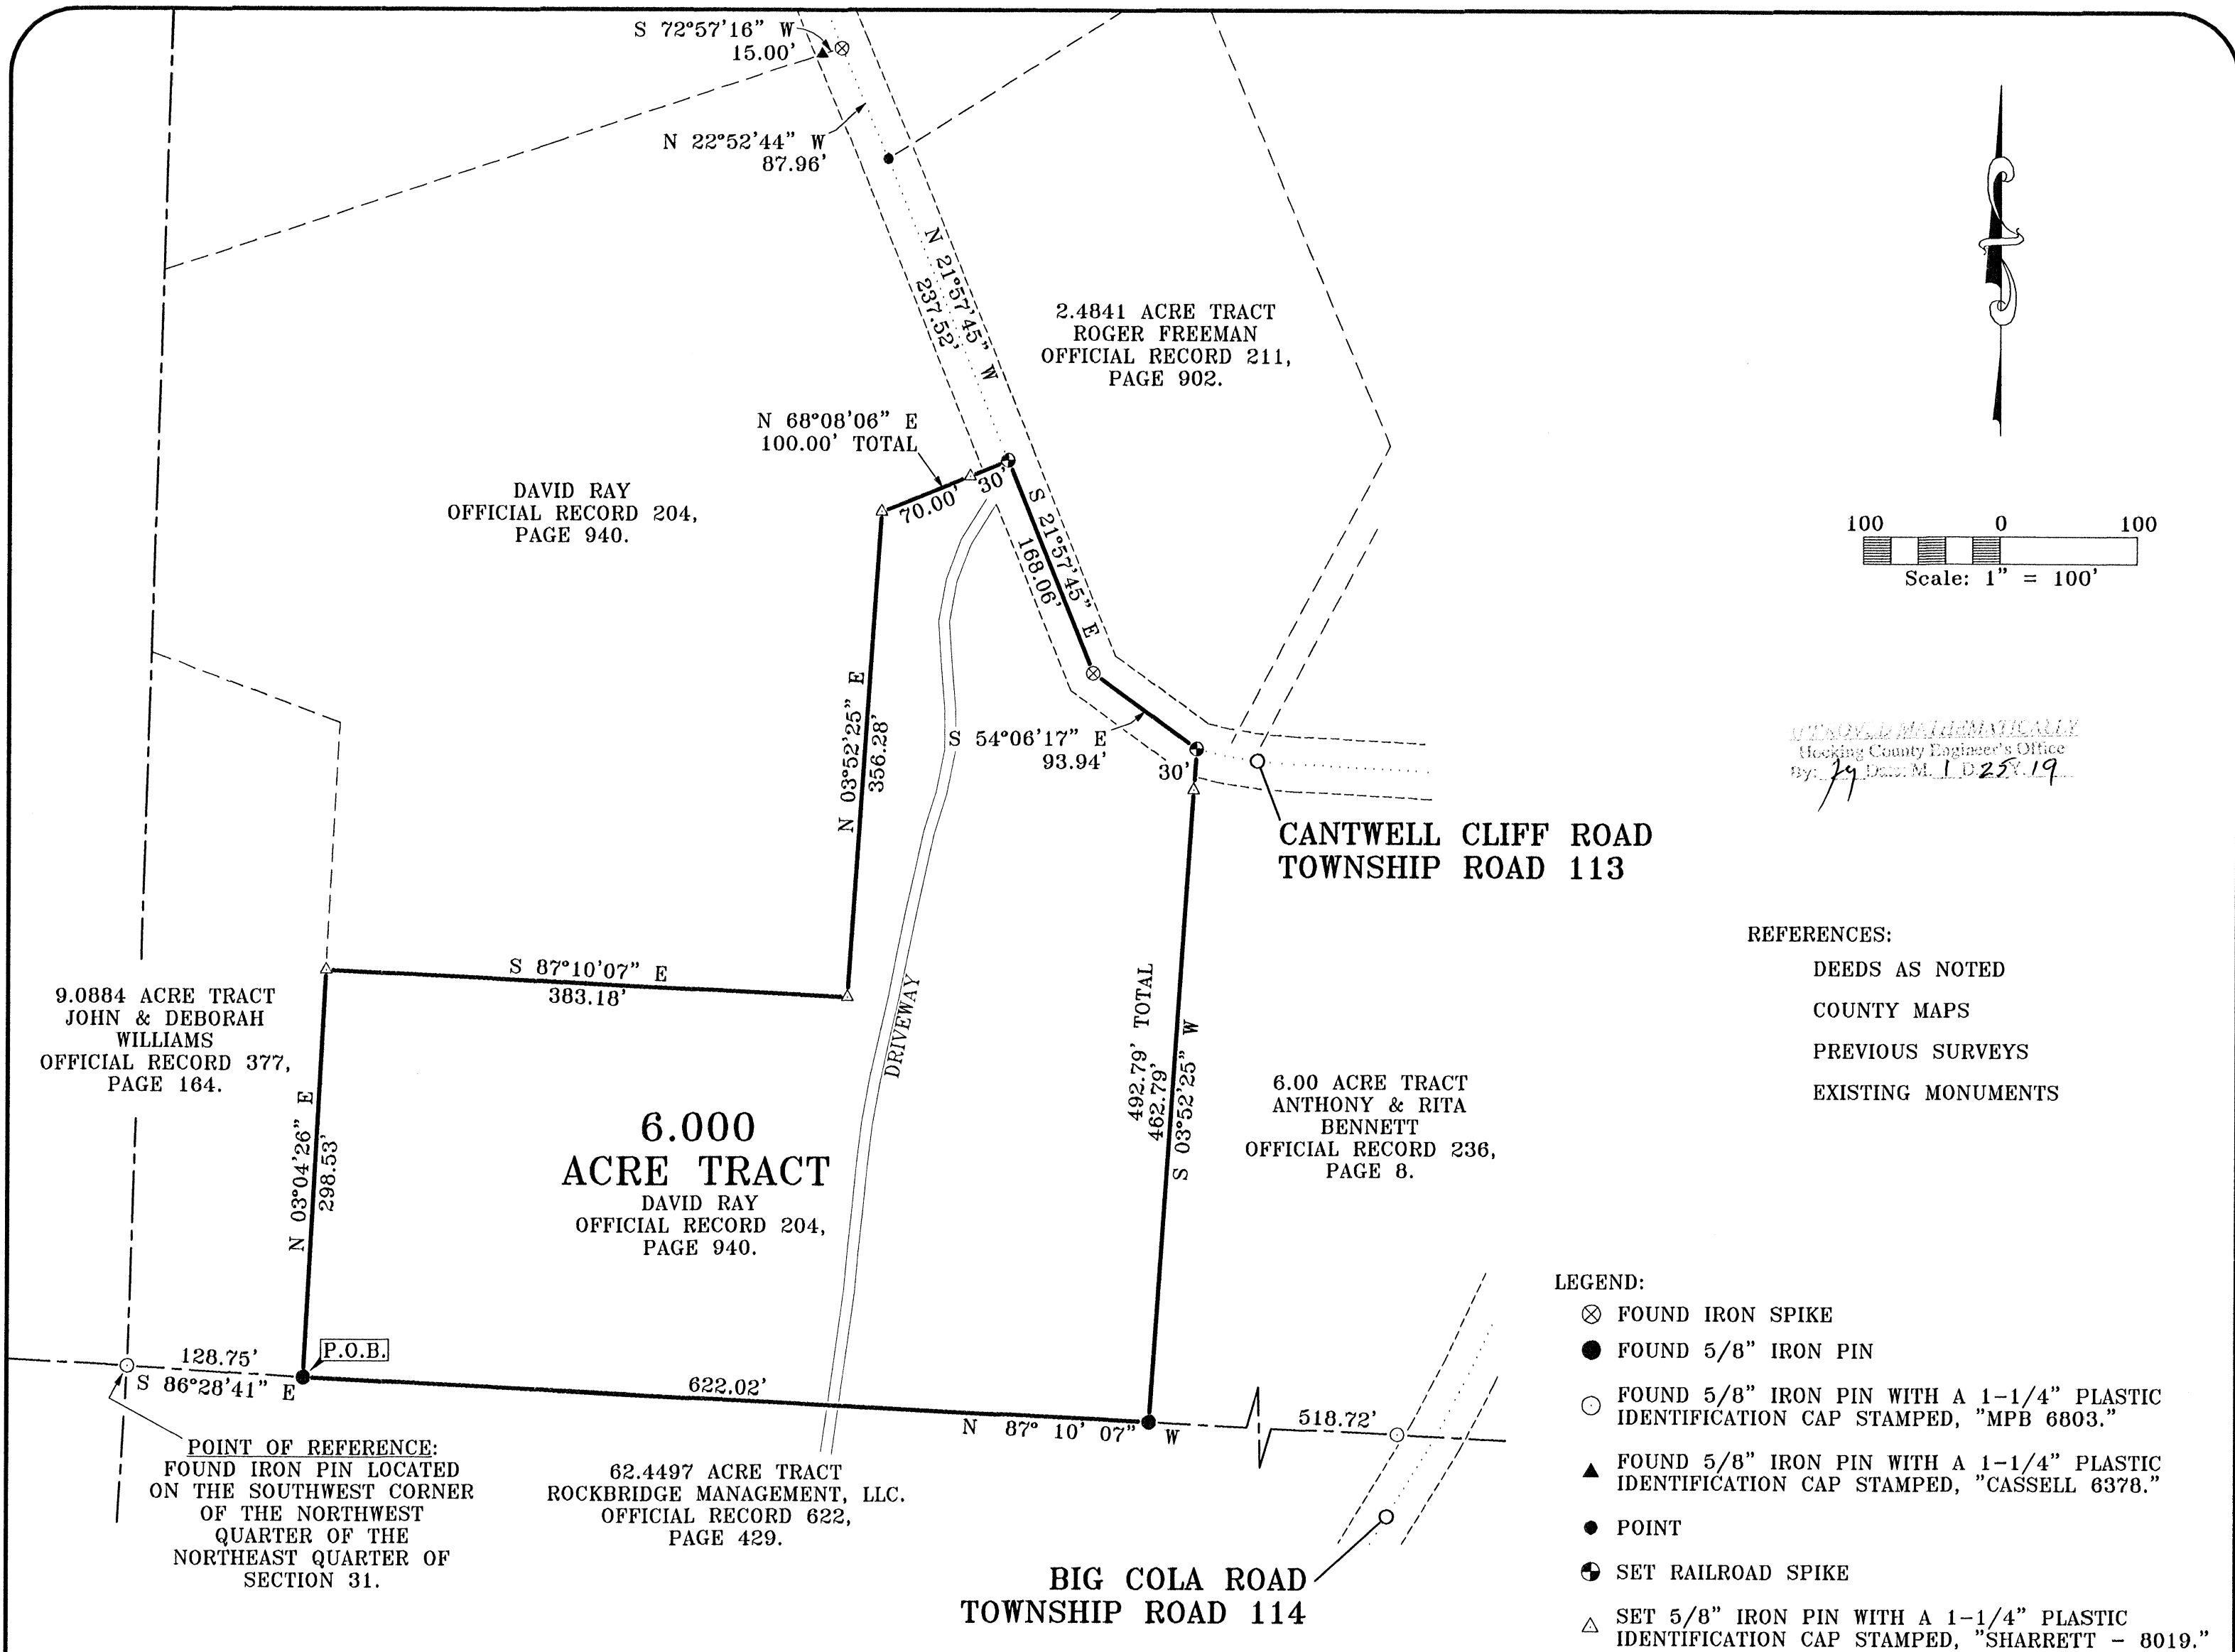 S 72°57'16" W
15.00'
N 22°52'44" W
87.96'
N 21°57'45" W
237.52'
2.4841 ACRE TRACT
ROGER FREEMAN
OFFICIAL RECORD 211,
PAGE 902.
N 68°08'06" E
100.00' TOTAL
70.00'
30'
DAVID RAY
OFFICIAL RECORD 204,
PAGE 940.
S 21°57'45" E
168.06'
100 0 100
Scale: 1" = 100'
N 03°52'25" E
356.28'
S 54°06'17" E
93.94'
30'
MATHEMATICALLY
Hocking County Engineer's Office
By: Date: M. 1 D. 25 Y. 19
CANTWELL CLIFF ROAD
TOWNSHIP ROAD 113
REFERENCES:
DEEDS AS NOTED
COUNTY MAPS
PREVIOUS SURVEYS
EXISTING MONUMENTS
S 87°10'07" E
383.18'
9.0884 ACRE TRACT
JOHN & DEBORAH
WILLIAMS
OFFICIAL RECORD 377,
PAGE 164.
N 03°04'26" E
298.53'
DRIVEWAY
492.79' TOTAL
462.79'
S 03°52'25" W
6.00 ACRE TRACT
ANTHONY & RITA
BENNETT
OFFICIAL RECORD 236,
PAGE 8.
6.000
ACRE TRACT
DAVID RAY
OFFICIAL RECORD 204,
PAGE 940.
P.O.B.
128.75'
S 86°28'41" E
622.02'
N 87° 10' 07" W
518.72'
POINT OF REFERENCE:
FOUND IRON PIN LOCATED
ON THE SOUTHWEST CORNER
OF THE NORTHWEST
QUARTER OF THE
NORTHEAST QUARTER OF
SECTION 31.
62.4497 ACRE TRACT
ROCKBRIDGE MANAGEMENT, LLC.
OFFICIAL RECORD 622,
PAGE 429.
BIG COLA ROAD
TOWNSHIP ROAD 114
LEGEND:
FOUND IRON SPIKE
FOUND 5/8" IRON PIN
FOUND 5/8" IRON PIN WITH A 1-1/4" PLASTIC
IDENTIFICATION CAP STAMPED, "MPB 6803."
FOUND 5/8" IRON PIN WITH A 1-1/4" PLASTIC
IDENTIFICATION CAP STAMPED, "CASSELL 6378."
POINT
SET RAILROAD SPIKE
SET 5/8" IRON PIN WITH A 1-1/4" PLASTIC
IDENTIFICATION CAP STAMPED, "SHARRETT - 8019."